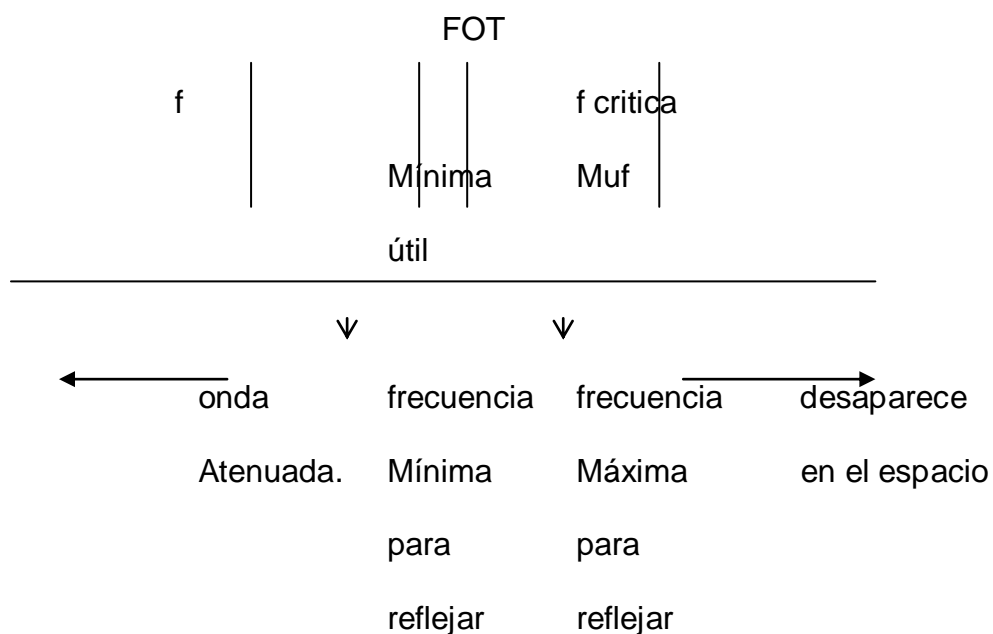 FOT
f f critica
Mínima Muf
útil
onda frecuencia frecuencia desaparece
Atenuada. Mínima Máxima en el espacio
para para
reflejar reflejar